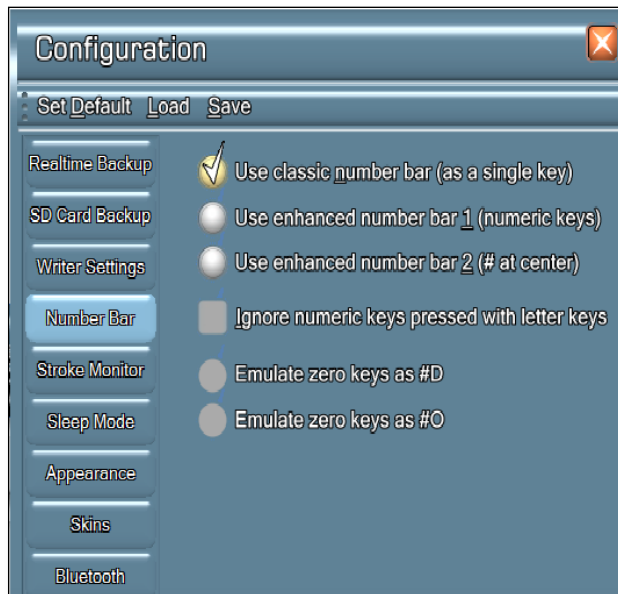 Configuration
Set Default Load Save
Realtime Backup
SD Card Backup
Writer Settings
Number Bar
Stroke Monitor
Sleep Mode
Appearance
Skins
Bluetooth
Use classic number bar (as a single key)
Use enhanced number bar 1 (numeric keys)
Use enhanced number bar 2 (# at center)
Ignore numeric keys pressed with letter keys
Emulate zero keys as #D
Emulate zero keys as #O